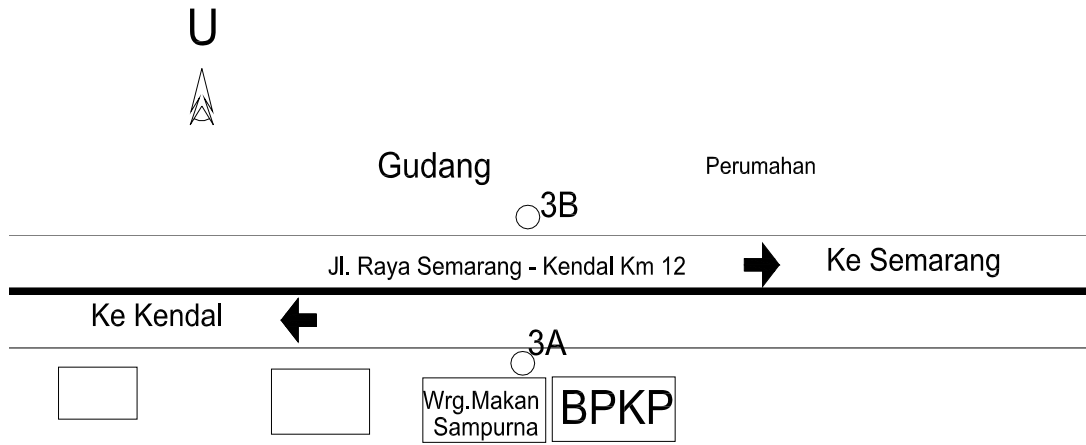 U
Gudang
Perumahan
3B
Jl. Raya Semarang - Kendal Km 12
Ke Semarang
Ke Kendal
3A
Wrg.Makan
Sampurna
BPKP